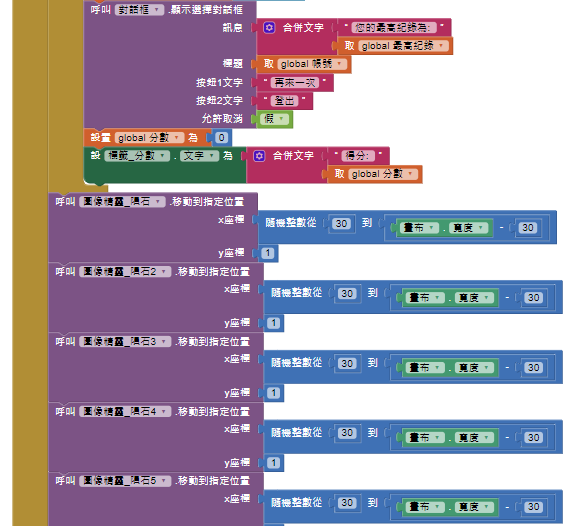 呼叫 對話框 .顯示選擇對話框
訊息 合併文字 " 您的最高記錄為: "
取 global 最高記錄
標題 取 global 帳號
按鈕1文字 " 再來一次 "
按鈕2文字 " 登出 "
允許取消 假
設置 global 分數 為 0
設 標籤_分數 . 文字 為 合併文字 " 得分: "
取 global 分數
呼叫 圖像精靈_隕石 .移動到指定位置
x座標 隨機整數從 30 到 畫布 . 寬度 - 30
y座標 1
呼叫 圖像精靈_隕石2 .移動到指定位置
x座標 隨機整數從 30 到 畫布 . 寬度 - 30
y座標 1
呼叫 圖像精靈_隕石3 .移動到指定位置
x座標 隨機整數從 30 到 畫布 . 寬度 - 30
y座標 1
呼叫 圖像精靈_隕石4 .移動到指定位置
x座標 隨機整數從 30 到 畫布 . 寬度 - 30
y座標 1
呼叫 圖像精靈_隕石5 .移動到指定位置
x座標 隨機整數從 30 到 畫布 . 寬度 - 30